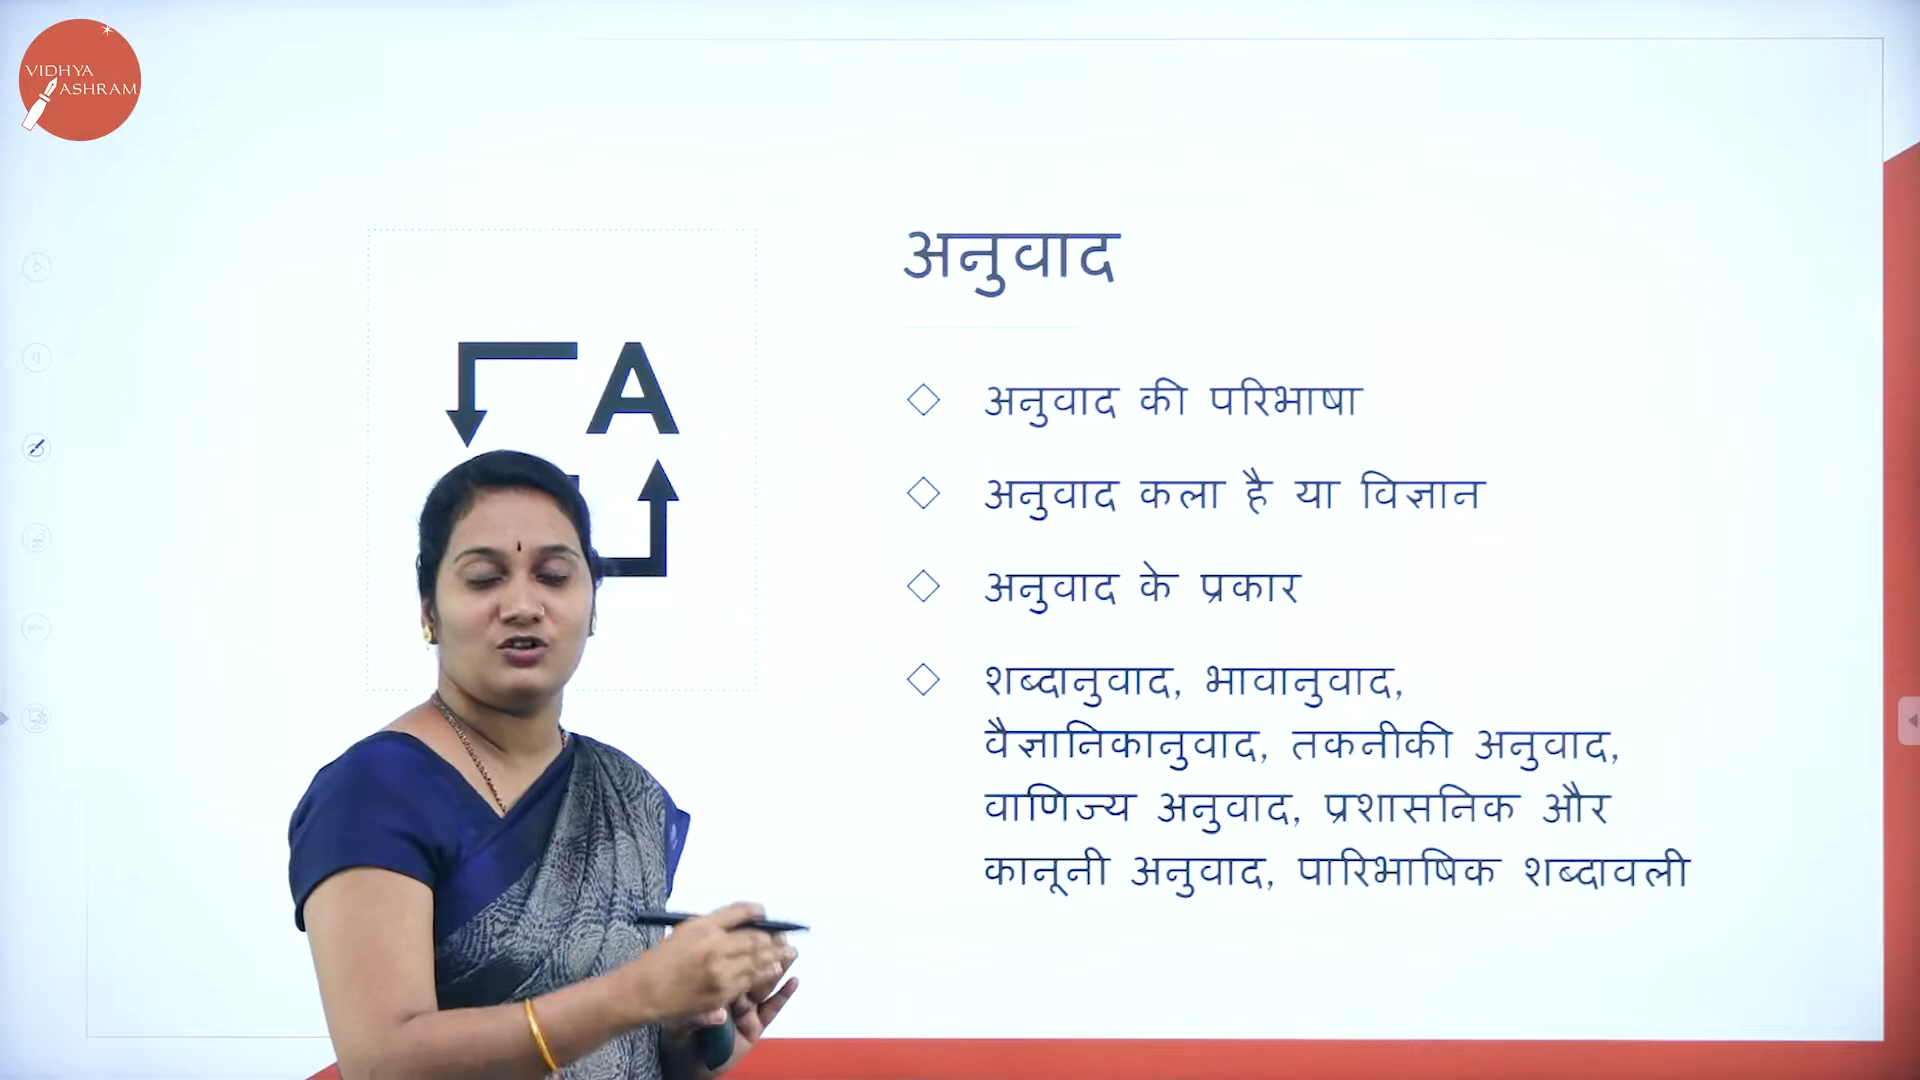 VIDHYA
ASHRAM
अनुवाद
A
अनुवाद की परिभाषा
अनुवाद कला है या विज्ञान
अनुवाद के प्रकार
शब्दानुवाद, भावानुवाद,
वैज्ञानिकानुवाद, तकनीकी अनुवाद,
वाणिज्य अनुवाद, प्रशासनिक और
कानूनी अनुवाद, पारिभाषिक शब्दावली